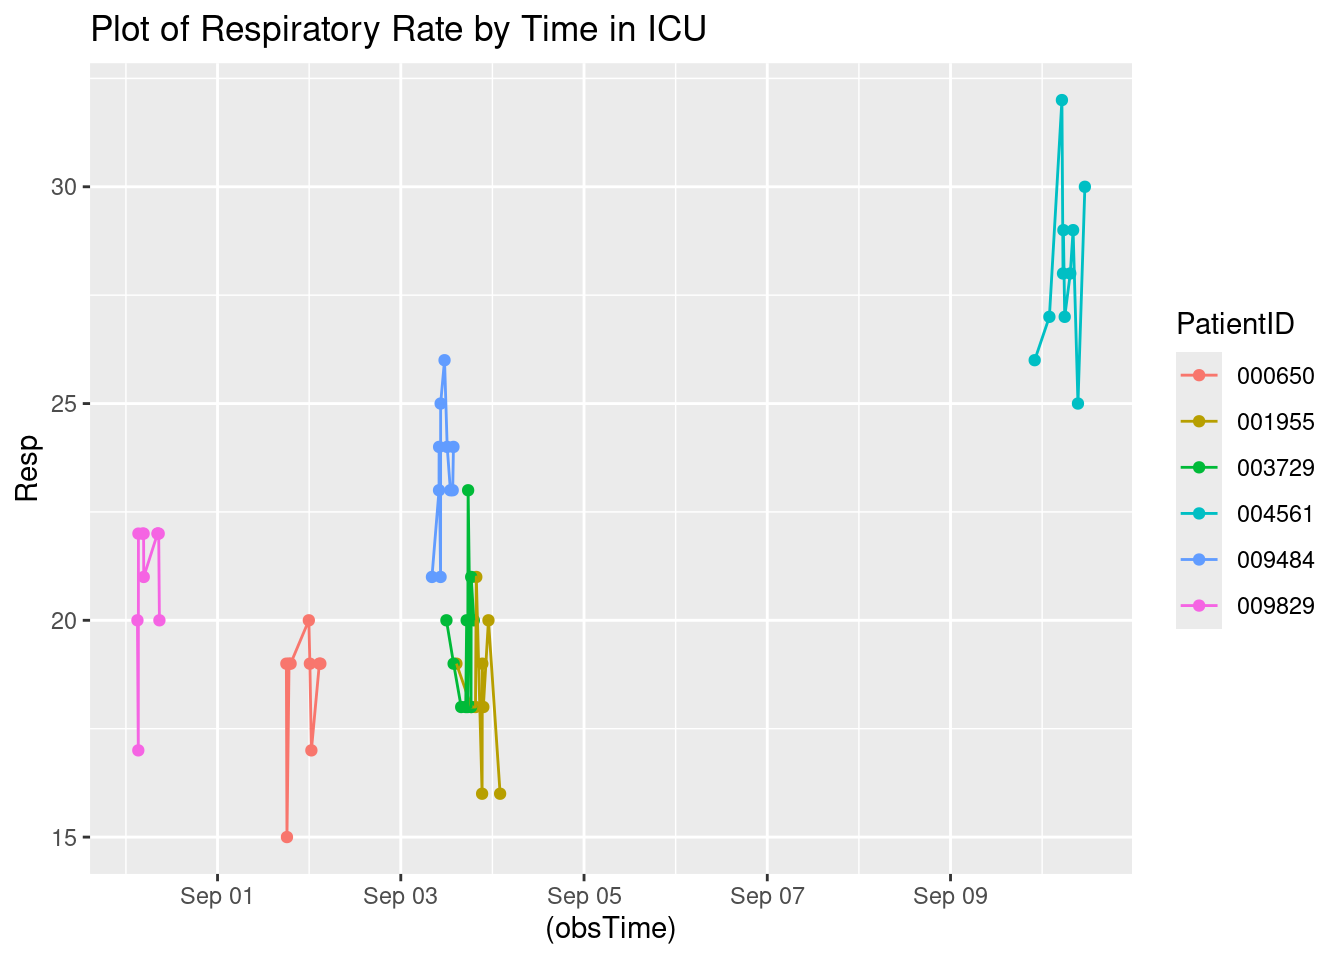 Plot of Respiratory Rate by Time in ICU
Resp
30
25
20
15
Sep 01 Sep 03 Sep 05 Sep 07 Sep 09
(obsTime)
PatientID
000650
001955
003729
004561
009484
009829